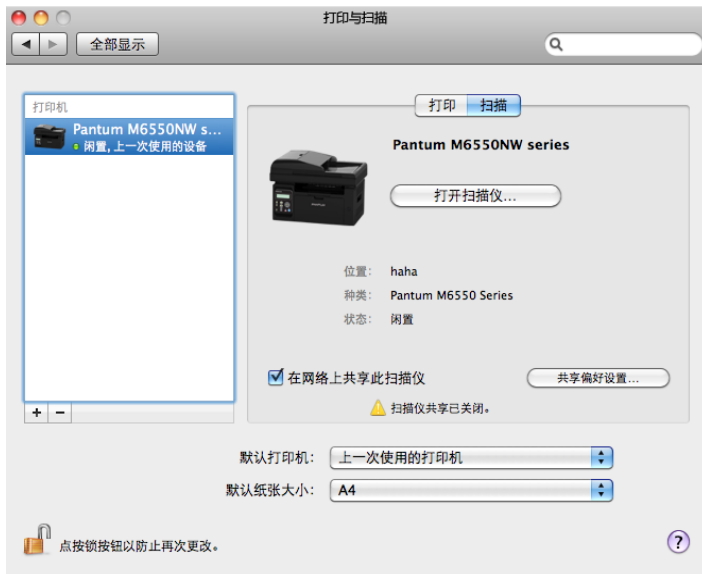 打印与扫描
全部显示
打印机
Pantum M6550NW s...
闲置, 上一次使用的设备
打印 扫描
Pantum M6550NW series
打开扫描仪...
位置: haha
种类: Pantum M6550 Series
状态: 闲置
在网络上共享此扫描仪
共享偏好设置...
扫描仪共享已关闭。
+ −
默认打印机: 上一次使用的打印机
默认纸张大小: A4
点按锁按钮以防止再次更改。
?